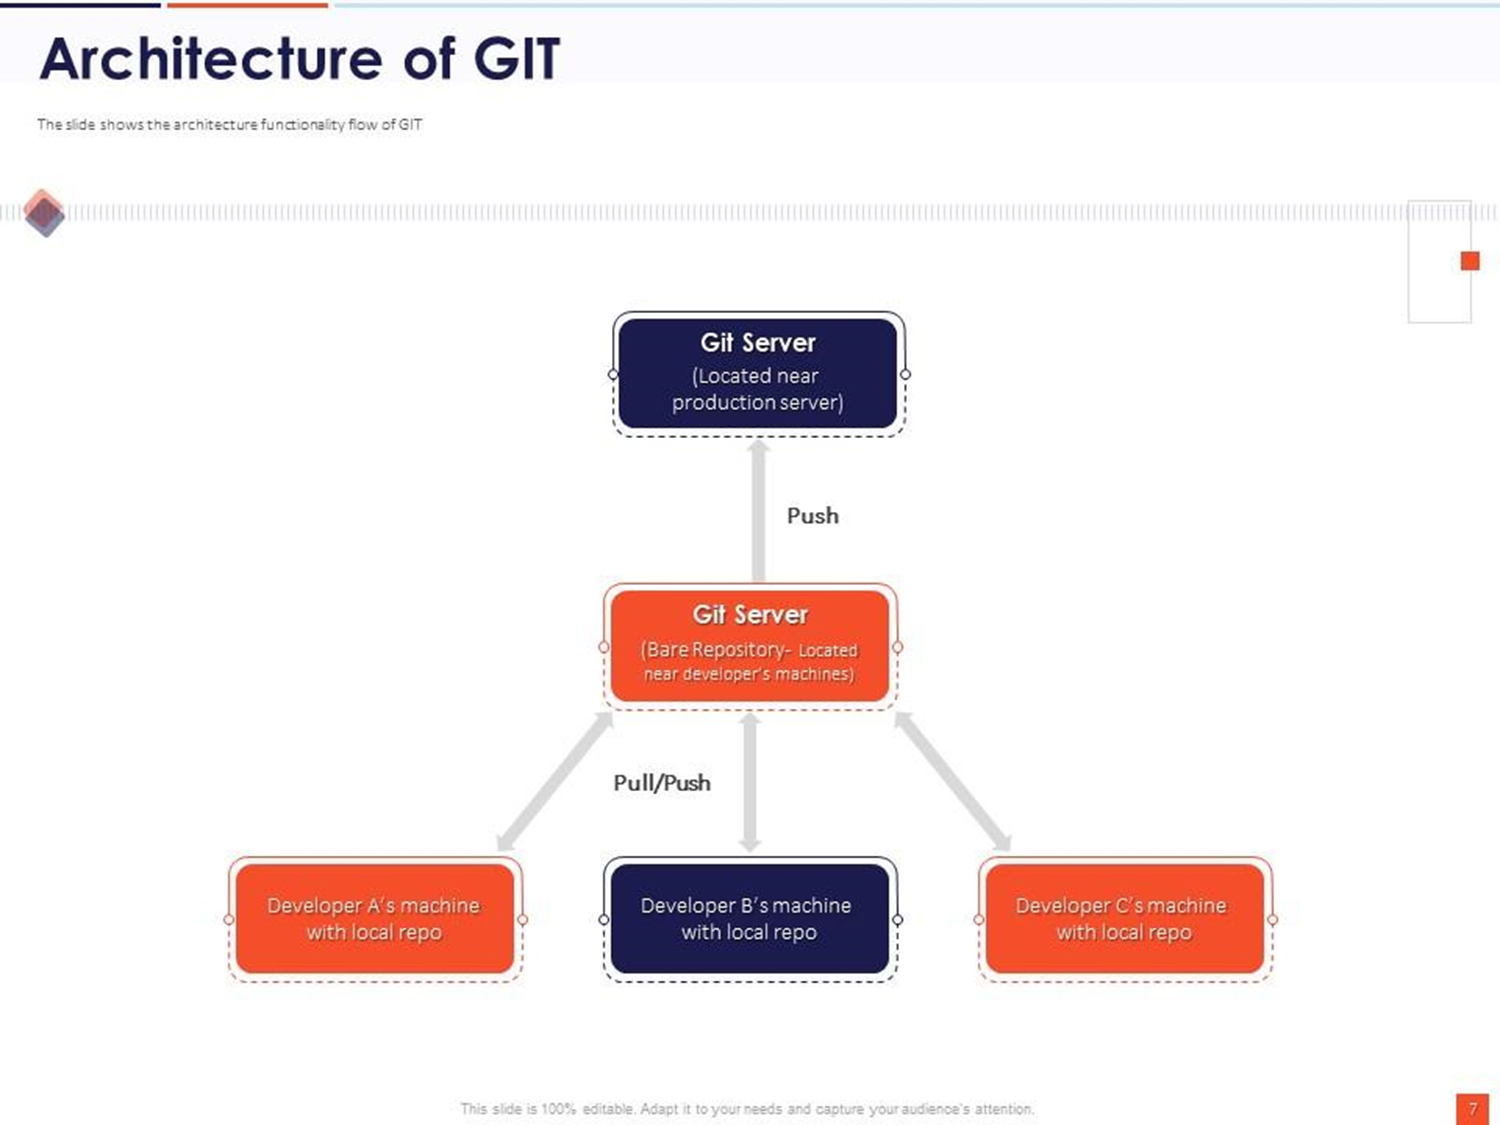 Architecture of GIT
The slide shows the architecture functionality flow of GIT
Git Server
(Located near
production server)
Push
Git Server
(Bare Repository- Located
near developer's machines)
Pull/Push
Developer A's machine
with local repo
Developer B's machine
with local repo
Developer C's machine
with local repo
This slide is 100% editable. Adapt it to your needs and capture your audience's attention.
7